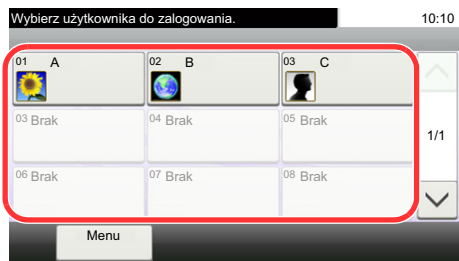 Wybierz użytkownika do zalogowania. 10:10
01 A 02 B 03 C
03 Brak 04 Brak 05 Brak
1/1
06 Brak 07 Brak 08 Brak
Menu